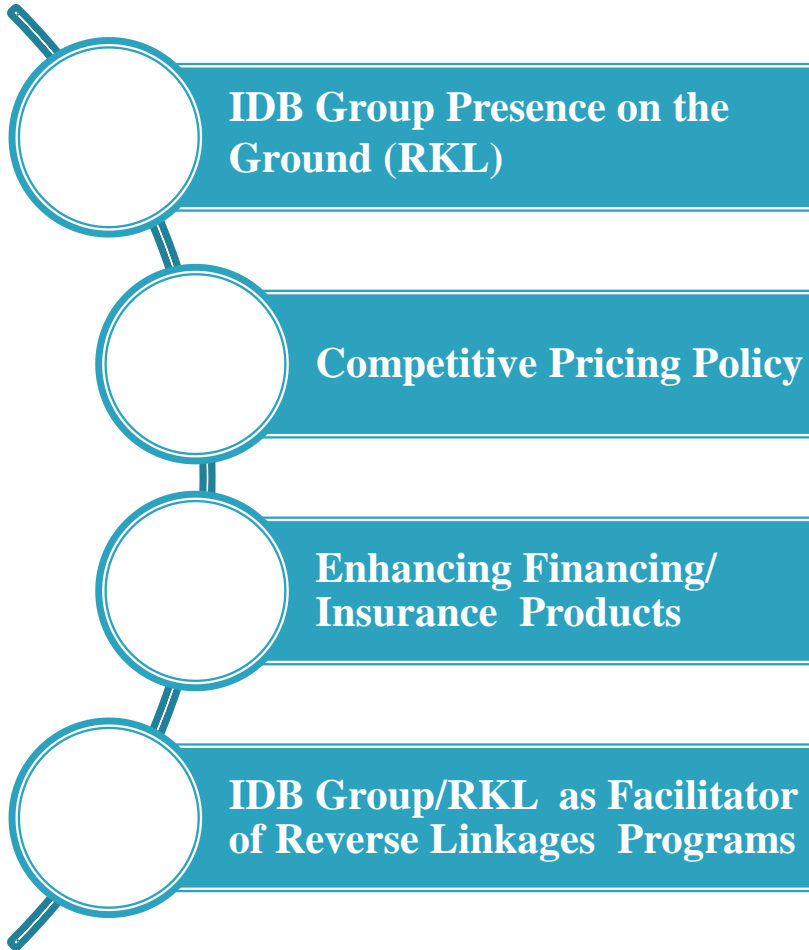 IDB Group Presence on the
Ground (RKL)
Competitive Pricing Policy
Enhancing Financing/
Insurance Products
IDB Group/RKL as Facilitator
of Reverse Linkages Programs